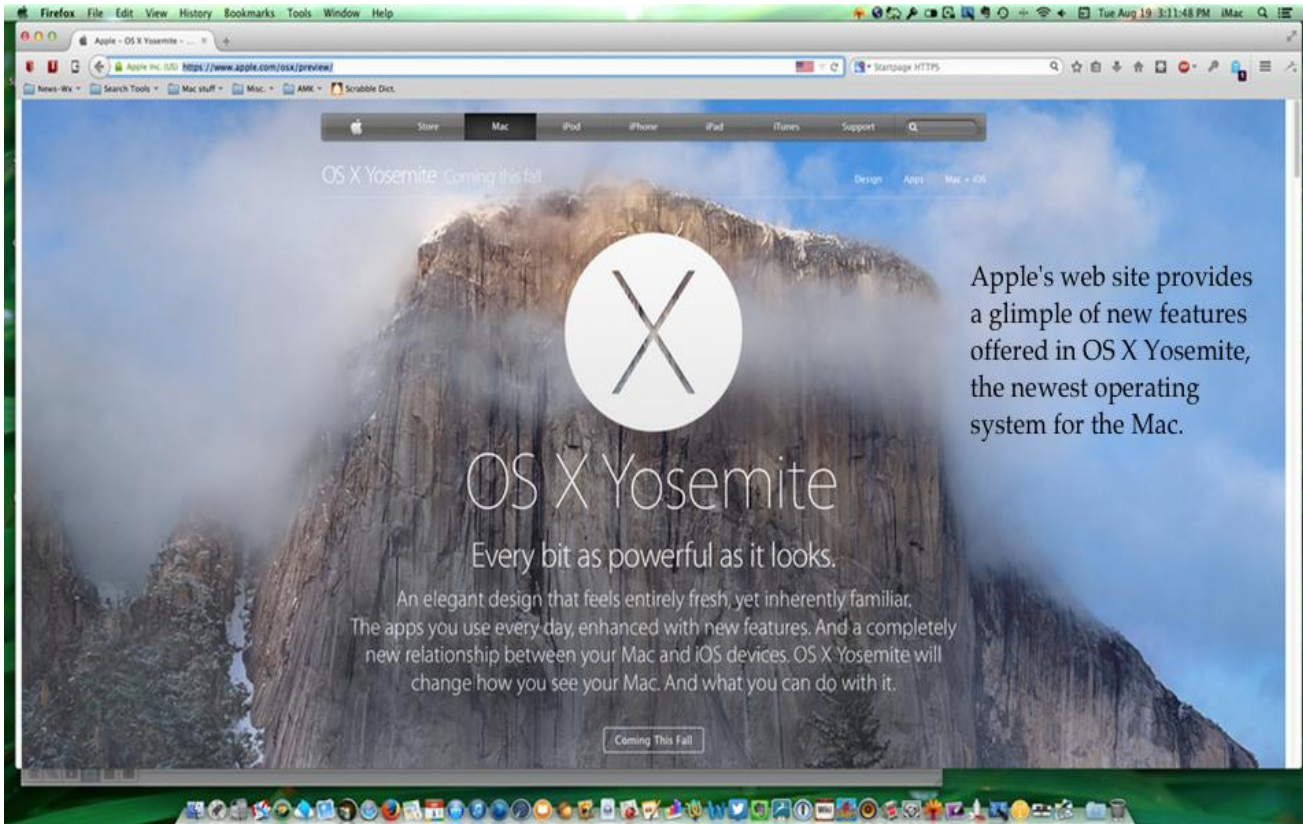 Firefox File Edit View History Bookmarks Tools Window Help Tue Aug 19 3:11:48 PM iMac
Apple - OS X Yosemite - ...
Apple Inc. (US) https://www.apple.com/osx/preview/ Startpage HTTPS
News-Wx Search Tools Mac stuff Misc. AMK Scrabble Dict.
Store Mac iPod iPhone iPad iTunes Support
OS X Yosemite Coming this fall Design Apps Mac + iOS
Apple's web site provides
a glimple of new features
offered in OS X Yosemite,
the newest operating
system for the Mac.
X
OS X Yosemite
Every bit as powerful as it looks.
An elegant design that feels entirely fresh, yet inherently familiar.
The apps you use every day, enhanced with new features. And a completely
new relationship between your Mac and iOS devices. OS X Yosemite will
change how you see your Mac. And what you can do with it.
Coming This Fall